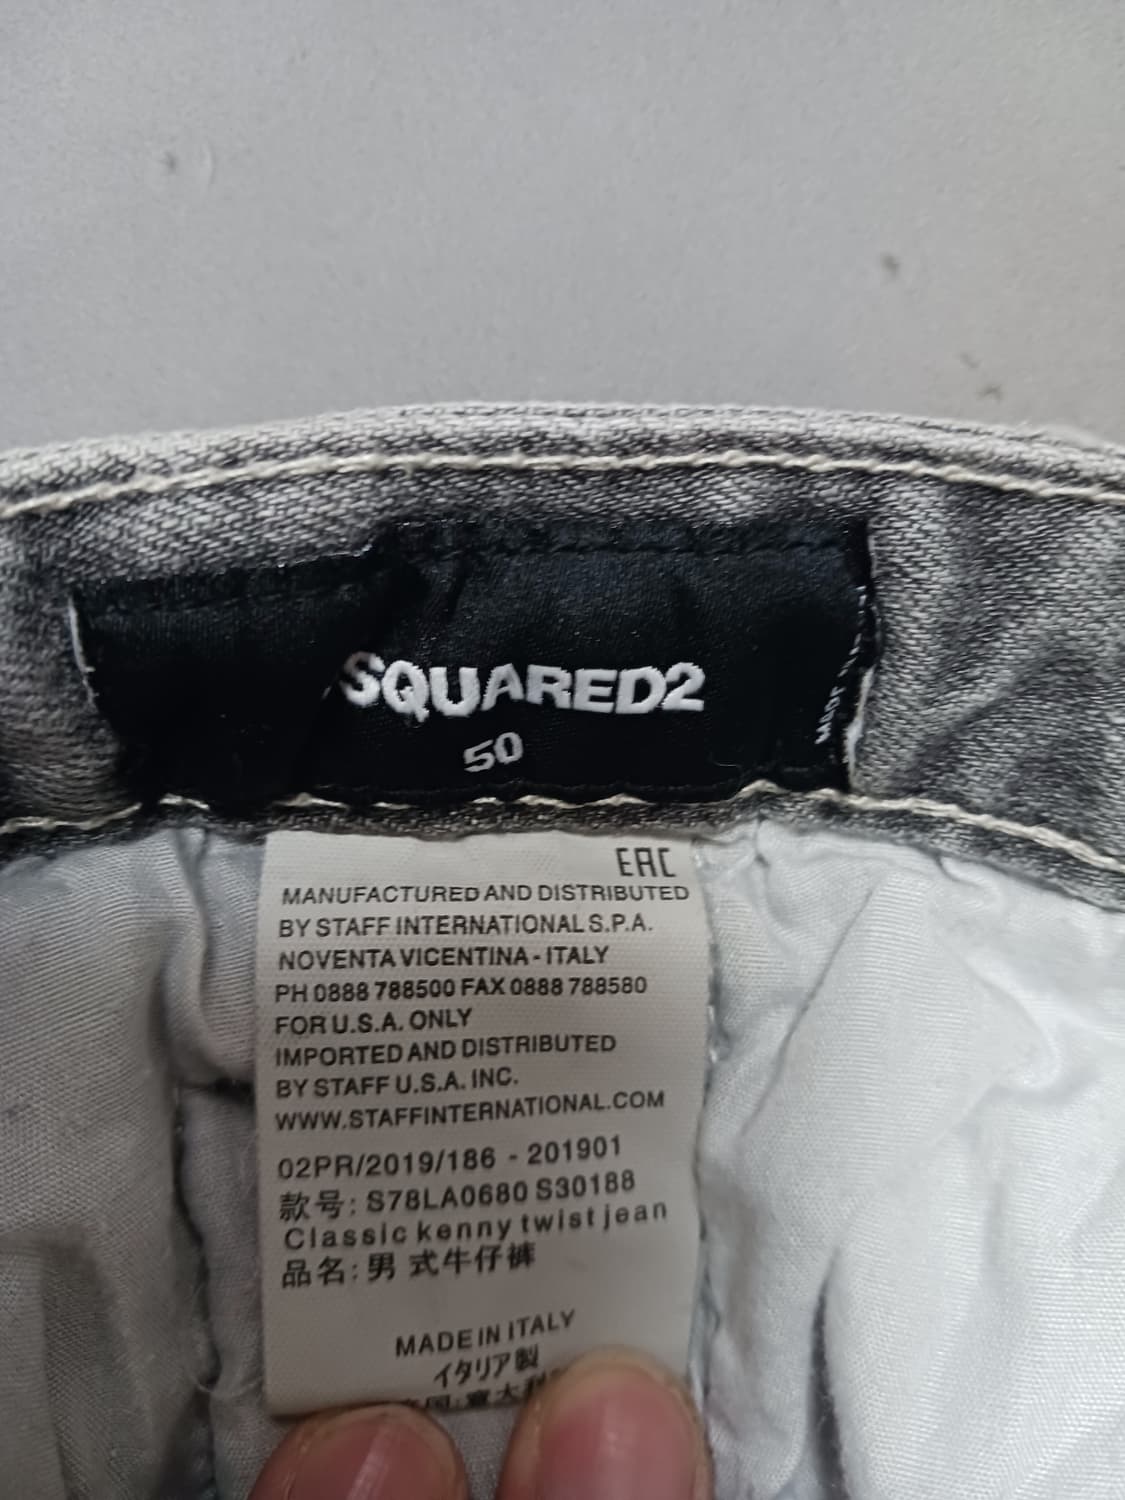 SQUARED2
50
MADE IN
EAC
MANUFACTURED AND DISTRIBUTED
BY STAFF INTERNATIONAL S.P.A.
NOVENTA VICENTINA - ITALY
PH 0888 788500 FAX 0888 788580
FOR U.S.A. ONLY
IMPORTED AND DISTRIBUTED
BY STAFF U.S.A. INC.
WWW.STAFFINTERNATIONAL.COM
02PR/2019/186 - 201901
款号: S78LA0680 S30188
Classic kenny twist jean
品名: 男 式牛仔裤
MADE IN ITALY
イタリア製